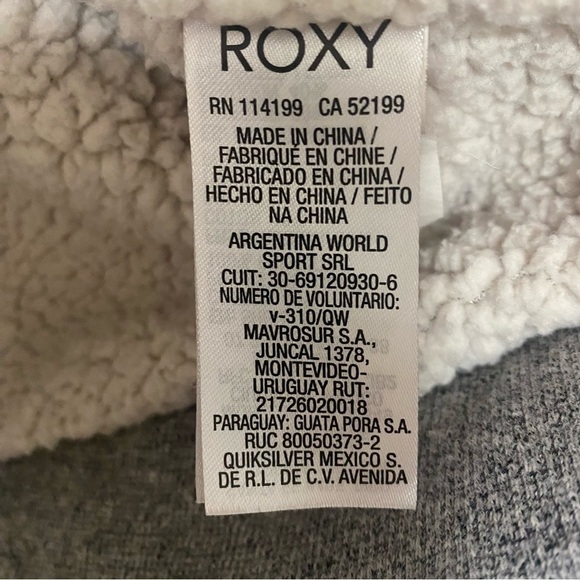 ROXY
RN 114199 CA 52199
MADE IN CHINA /
FABRIQUÉ EN CHINE /
FABRICADO EN CHINA /
HECHO EN CHINA / FEITO
NA CHINA
ARGENTINA WORLD
SPORT SRL
CUIT: 30-69120930-6
NUMERO DE VOLUNTARIO:
v-310/QW
MAVROSUR S.A.,
JUNCAL 1378,
MONTEVIDEO-
URUGUAY RUT:
21726020018
PARAGUAY: GUATA PORA S.A.
RUC 80050373-2
QUIKSILVER MEXICO S.
DE R.L. DE C.V. AVENIDA